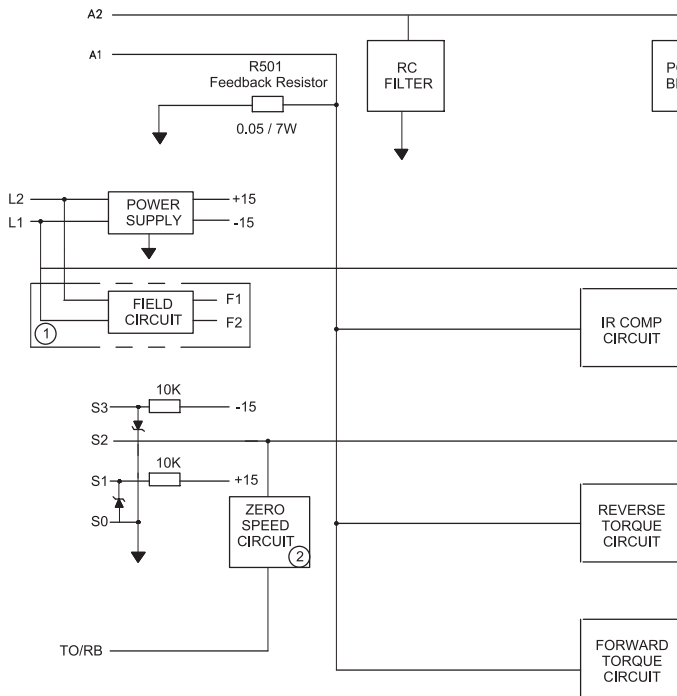 A2
A1
R501
Feedback Resistor
0.05 / 7W
RC
FILTER
L2
L1
POWER
SUPPLY
+15
-15
FIELD
CIRCUIT
F1
F2
1
IR COMP
CIRCUIT
S3
10K
-15
S2
S1
10K
+15
S0
ZERO
SPEED
CIRCUIT
2
REVERSE
TORQUE
CIRCUIT
TO/RB
FORWARD
TORQUE
CIRCUIT